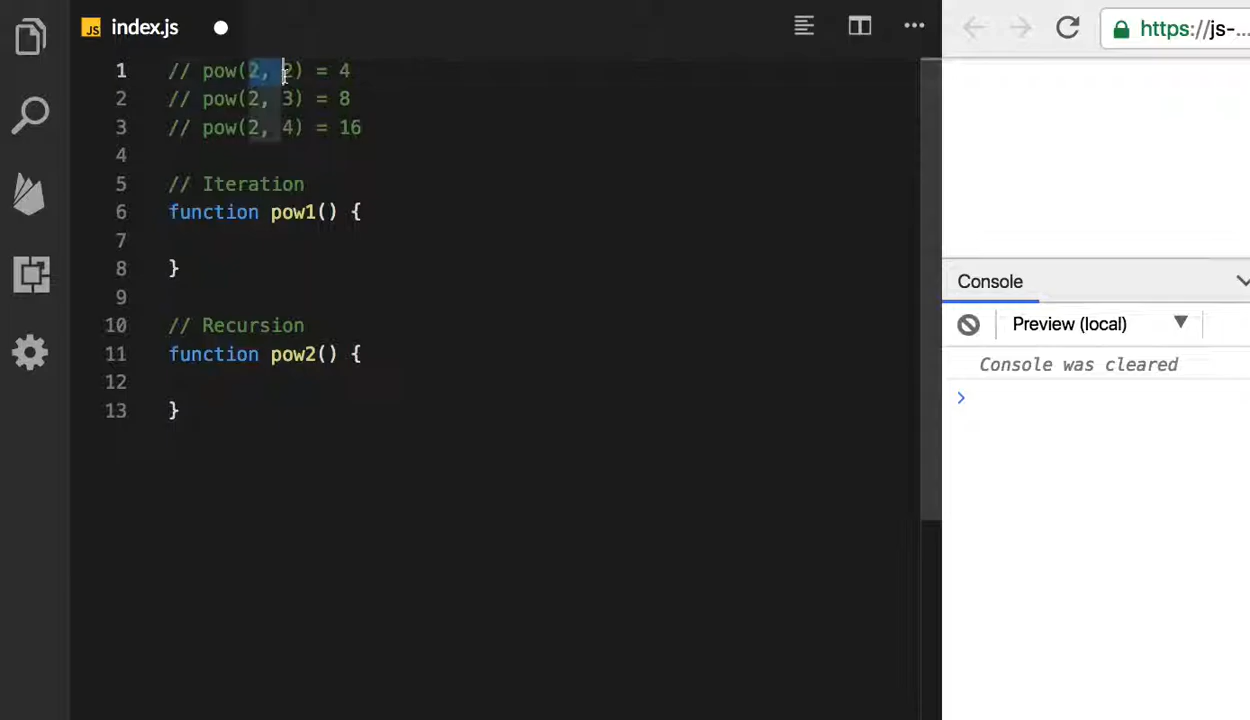 JS index.js
https://js-...
1 // pow(2, 2) = 4
2 // pow(2, 3) = 8
3 // pow(2, 4) = 16
4
5 // Iteration
6 function pow1() {
7
8 }
9
10 // Recursion
11 function pow2() {
12
13 }
Console
Preview (local)
Console was cleared
>